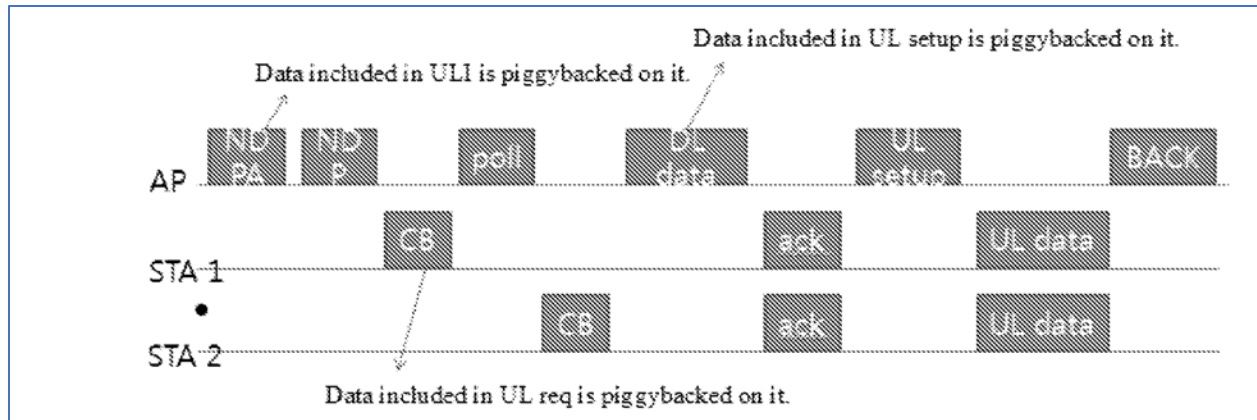 Data included in UL setup is piggybacked on it.
Data included in ULI is piggybacked on it.
ND
PA
ND
P
poll
DL
data
UL
setup
BACK
AP
CB
ack
UL data
STA 1
CB
ack
UL data
STA 2
Data included in UL req is piggybacked on it.